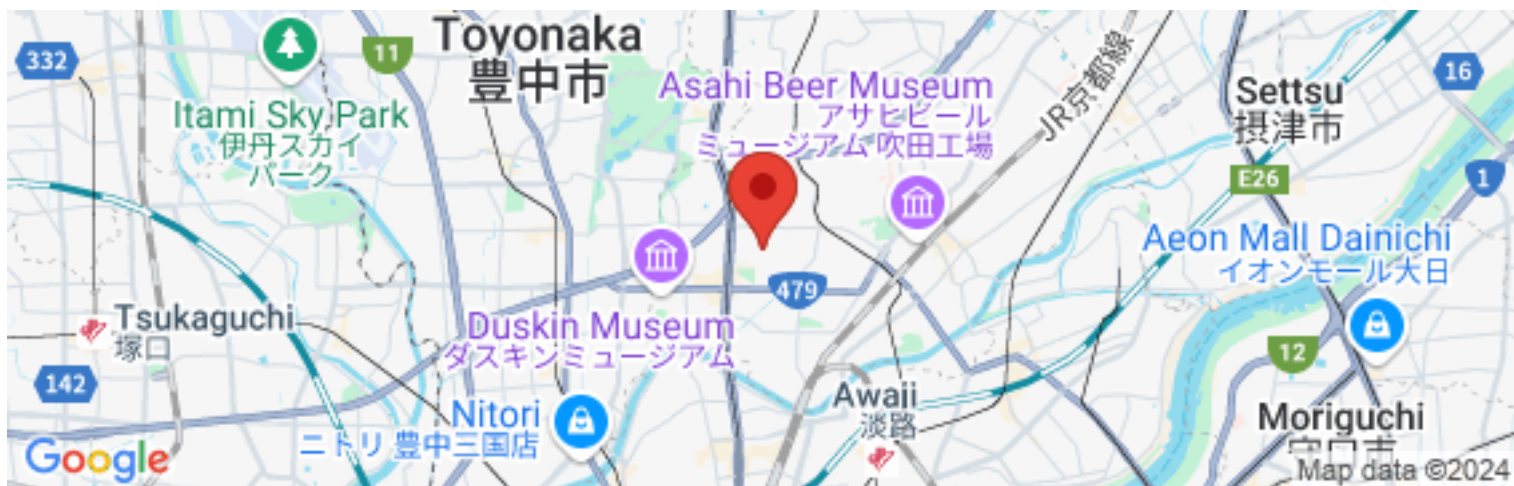 332
11
Toyonaka
豊中市
Itami Sky Park
伊丹スカイ
パーク
Asahi Beer Museum
アサヒビール
ミュージアム 吹田工場
JR京都線
Settsu
摂津市
16
E26
1
Aeon Mall Dainichi
イオンモール大日
479
Tsukaguchi
塚口
Duskin Museum
ダスキンミュージアム
12
142
Nitori
ニトリ 豊中三国店
Awaji
淡路
Moriguchi
守口市
Google
Map data ©2024